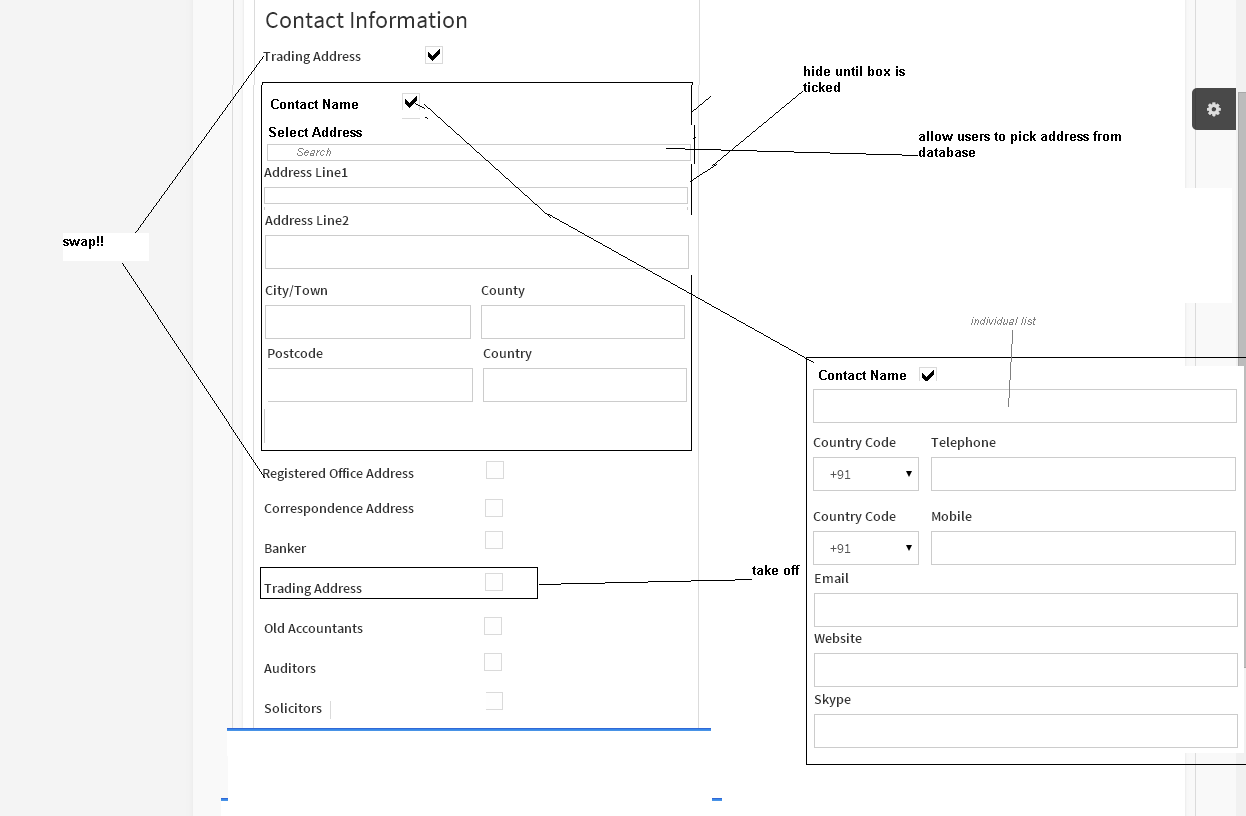 Contact Information
Trading Address
hide until box is
ticked
Contact Name
Select Address
allow users to pick address from
database
Search
Address Line1
Address Line2
swap!!
City/Town County
Postcode Country
individual list
Contact Name
Country Code Telephone
+91
Country Code Mobile
+91
Email
Website
Skype
Registered Office Address
Correspondence Address
Banker
Trading Address
take off
Old Accountants
Auditors
Solicitors